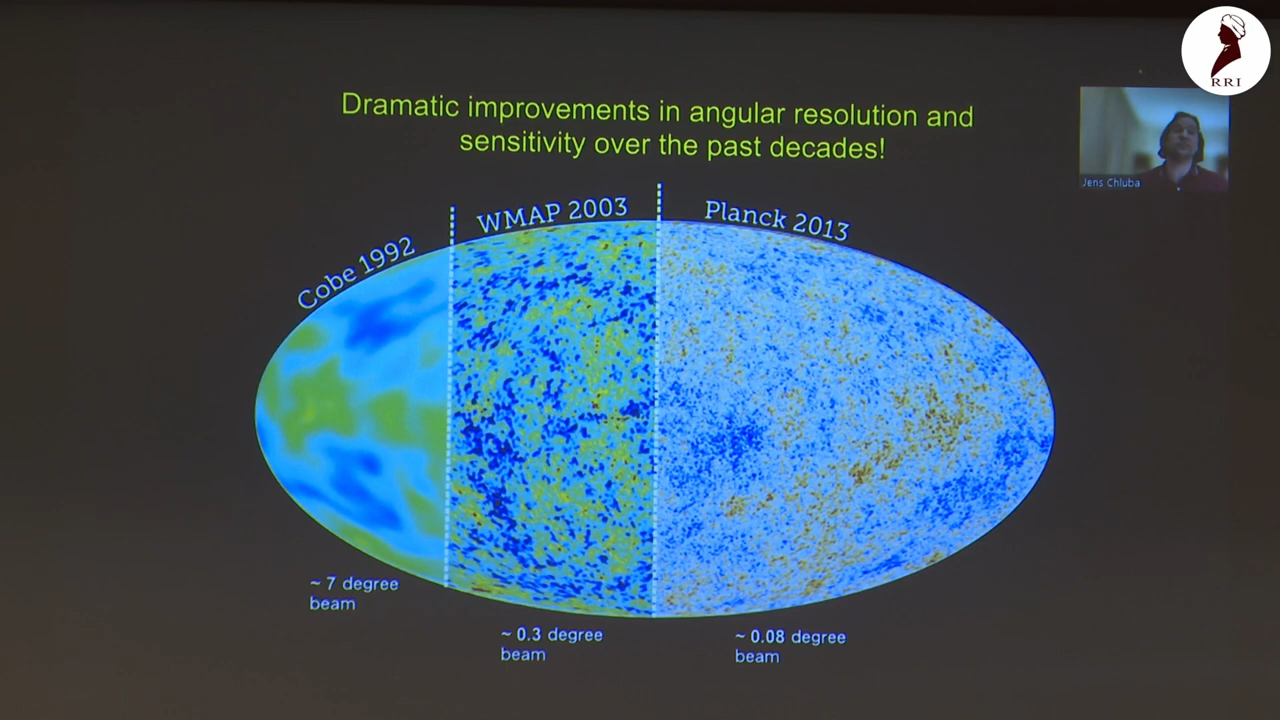 RRI
Dramatic improvements in angular resolution and
sensitivity over the past decades!
Jens Chluba
Cobe 1992
WMAP 2003
Planck 2013
~ 7 degree
beam
~ 0.3 degree
beam
~ 0.08 degree
beam